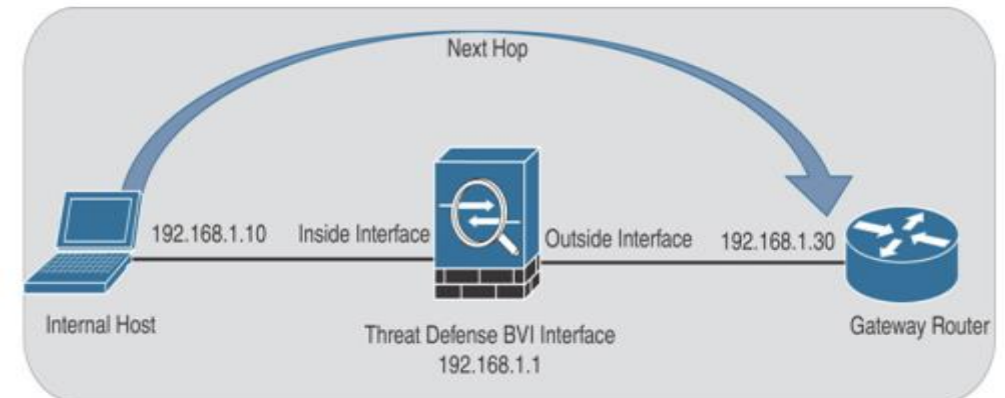 Next Hop
192.168.1.10
Inside Interface
Outside Interface
192.168.1.30
Internal Host
Threat Defense BVI Interface
192.168.1.1
Gateway Router